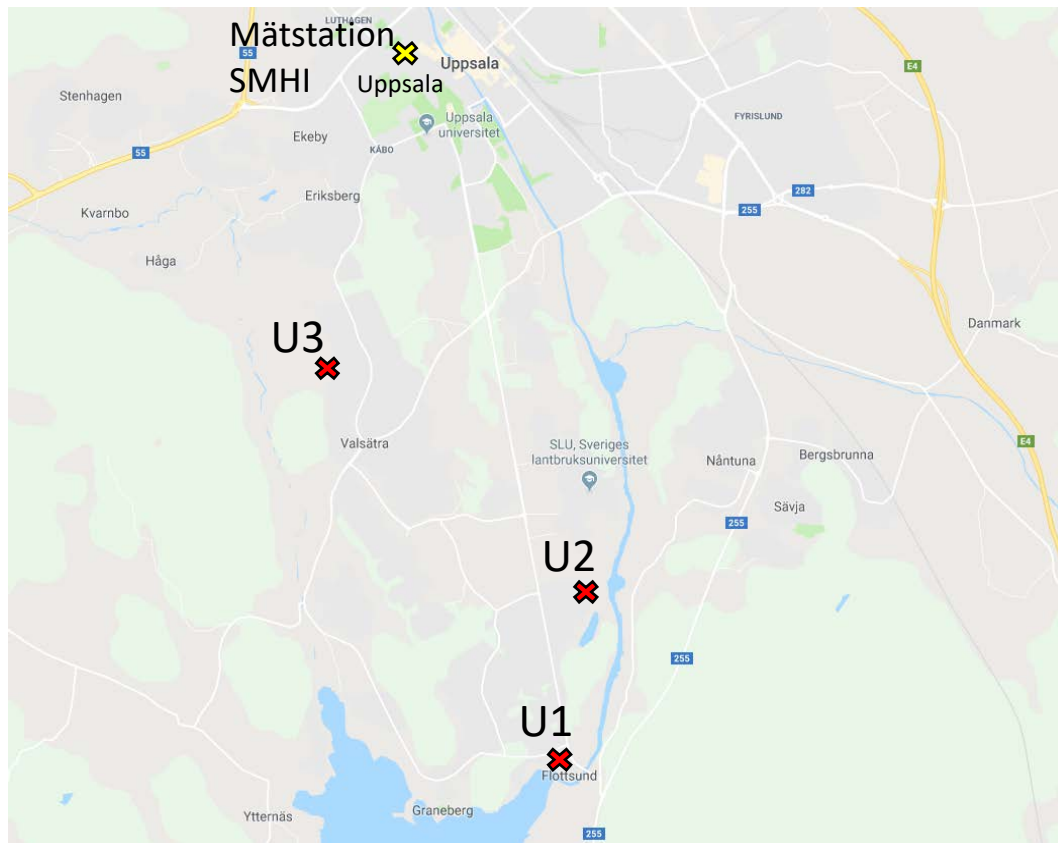 LUTHAGEN
Mätstation
SMHI
Uppsala
Uppsala
55
E4
Stenhagen
Uppsala
universitet
FYRISLUND
Ekeby
KÅBO
55
282
Eriksberg
255
Kvarnbo
Håga
U3
Danmark
Valsätra
SLU, Sveriges
lantbruksuniversitet
Nåntuna
Bergsbrunna
E4
Sävja
255
U2
255
U1
Flottsund
Graneberg
Ytternäs
255